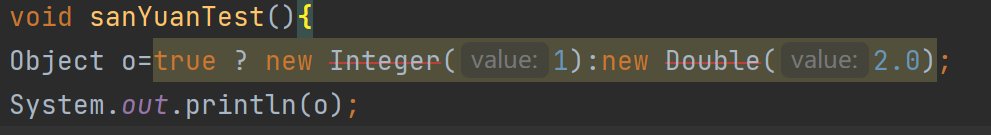 void sanYuanTest(){
Object o=true ? new Integer( value: 1):new Double( value: 2.0);
System.out.println(o);